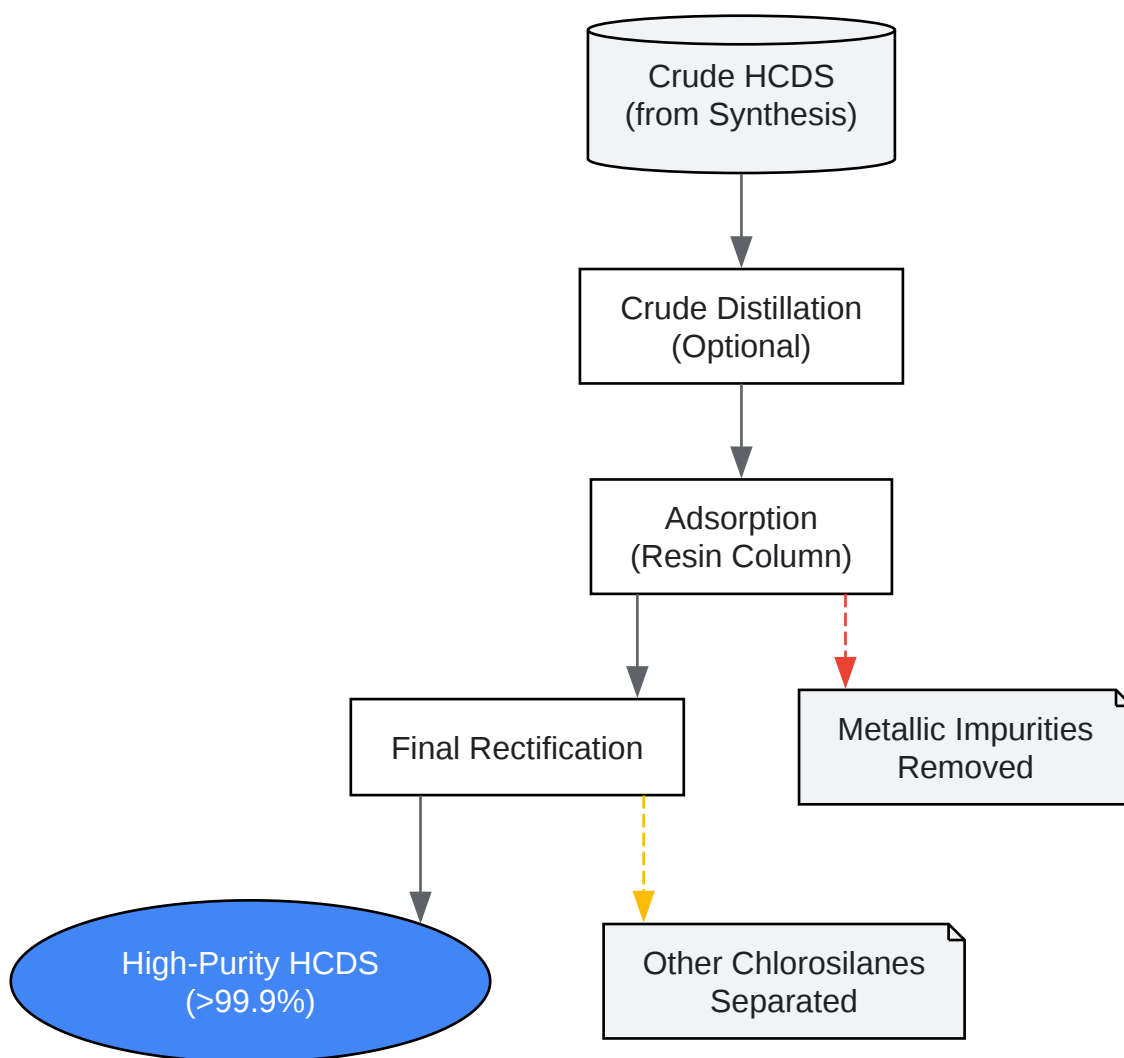 Crude HCDS
(from Synthesis)
Crude Distillation
(Optional)
Adsorption
(Resin Column)
Final Rectification
Metallic Impurities
Removed
High-Purity HCDS
(>99.9%)
Other Chlorosilanes
Separated